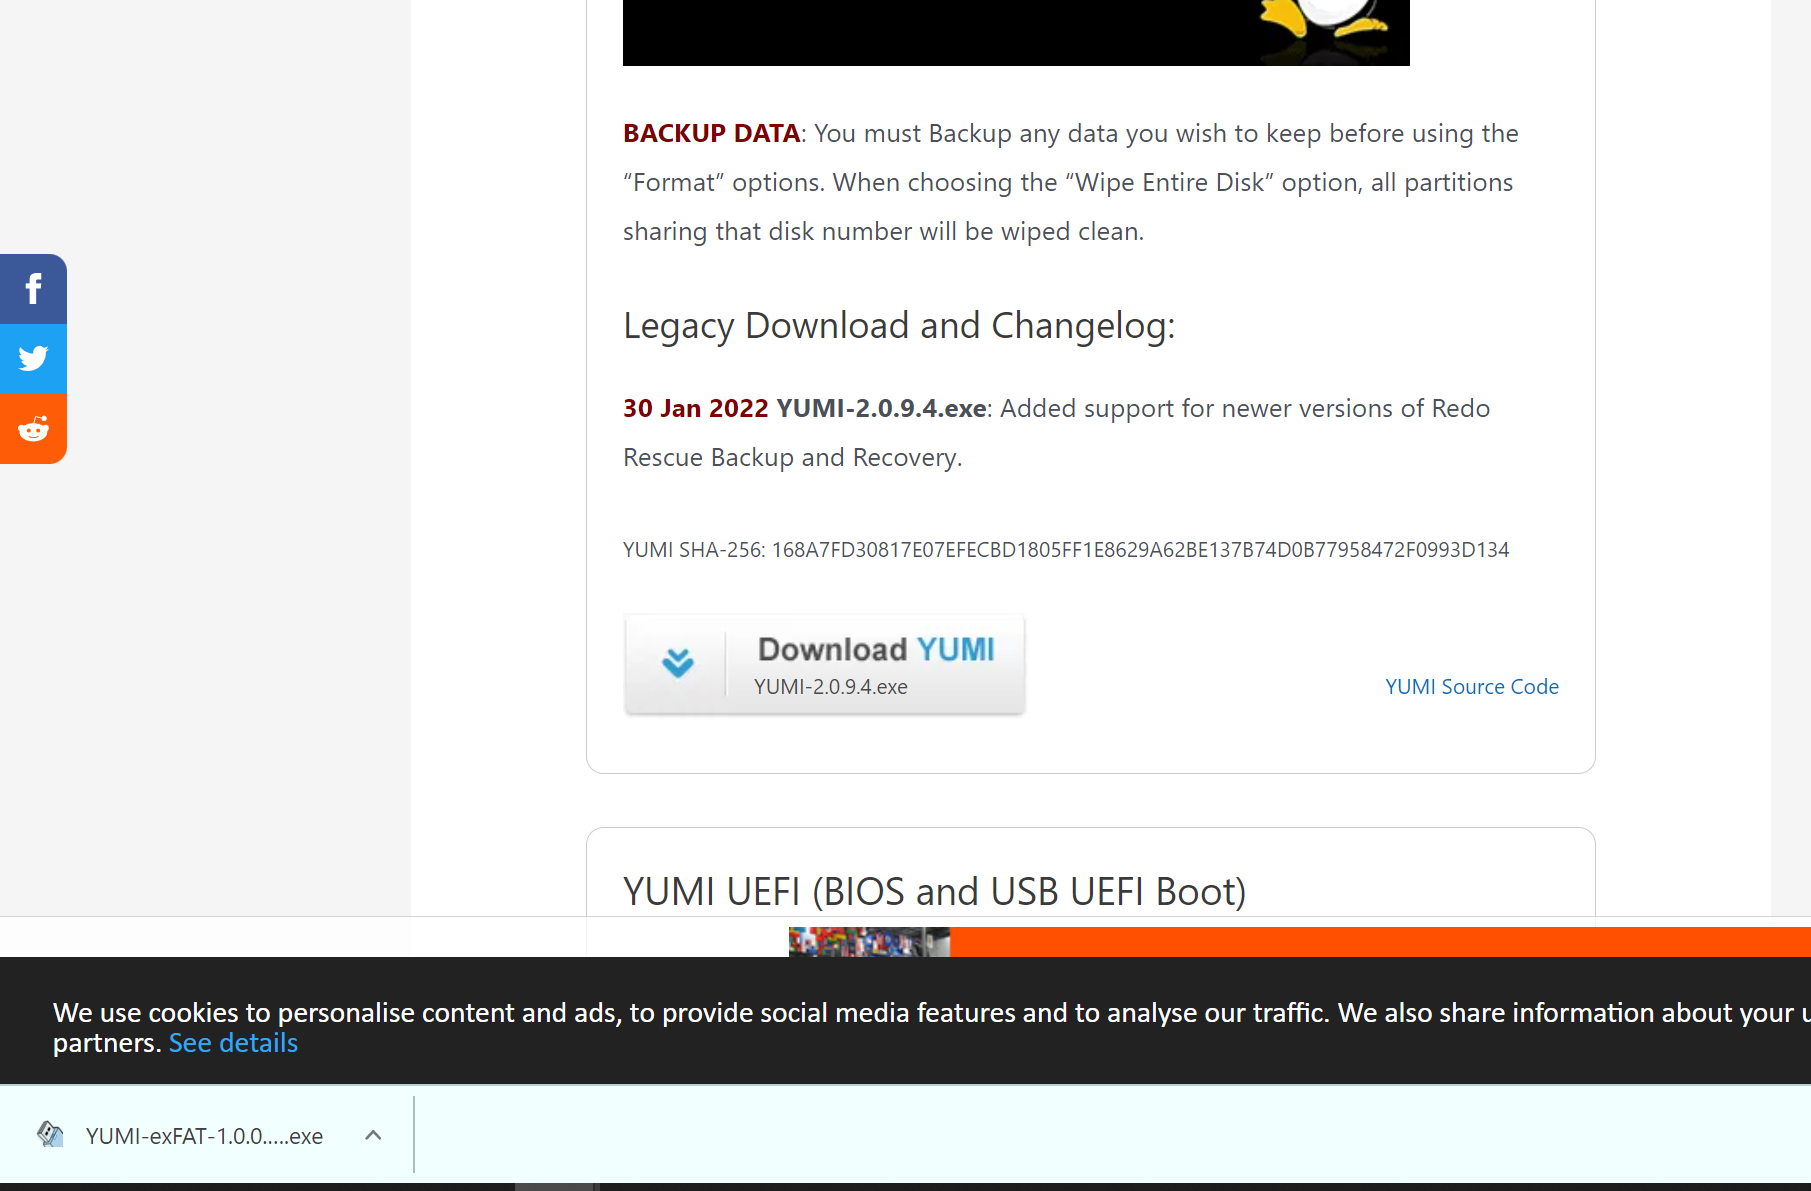 BACKUP DATA: You must Backup any data you wish to keep before using the
“Format” options. When choosing the “Wipe Entire Disk” option, all partitions
sharing that disk number will be wiped clean.
f
Legacy Download and Changelog:
30 Jan 2022 YUMI-2.0.9.4.exe: Added support for newer versions of Redo
Rescue Backup and Recovery.
YUMI SHA-256: 168A7FD30817E07EFECBD1805FF1E8629A62BE137B74D0B77958472F0993D134
Download YUMI
YUMI-2.0.9.4.exe
YUMI Source Code
YUMI UEFI (BIOS and USB UEFI Boot)
We use cookies to personalise content and ads, to provide social media features and to analyse our traffic. We also share information about your u
partners. See details
YUMI-exFAT-1.0.0.....exe